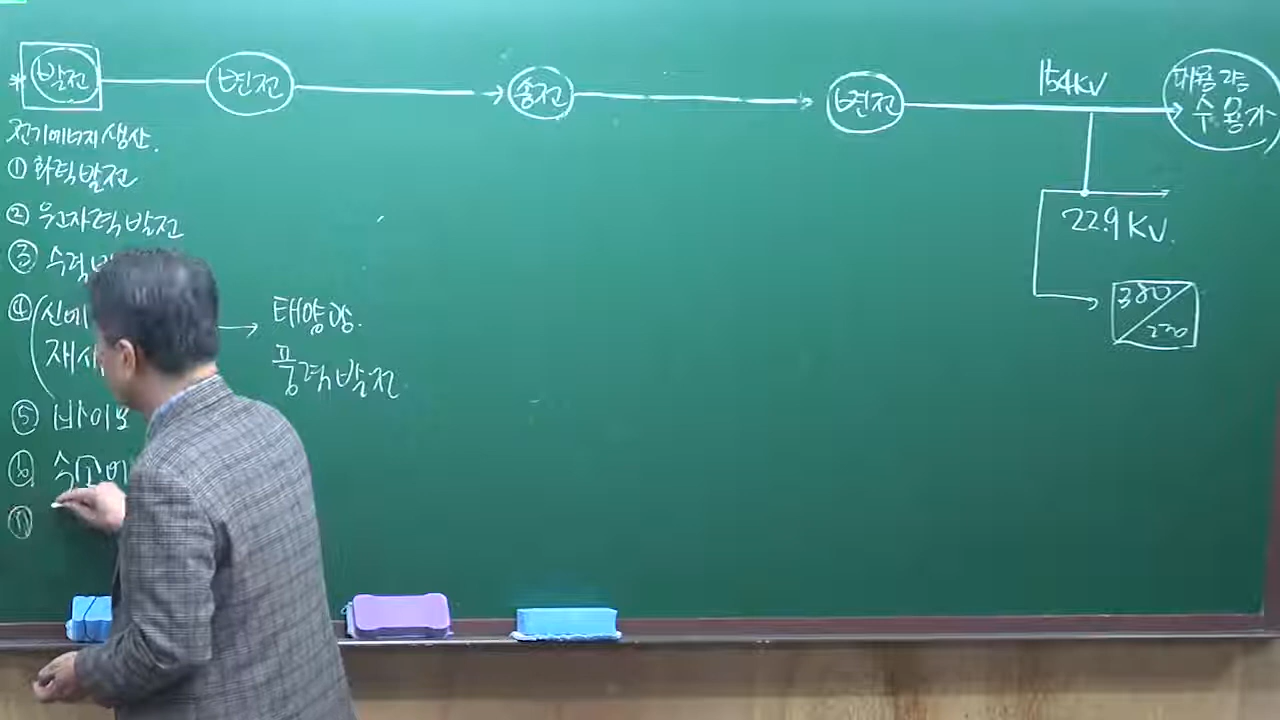 발전 변전 송전 변전 154KV 대용량
수용가
전기에너지 생산.
① 화력발전
② 원자력 발전
22.9 KV.
③ 수력
④ 신에 → 태양광.
재생
풍력발전
380/220
⑤ 바이오
⑥ 수소에
⑦